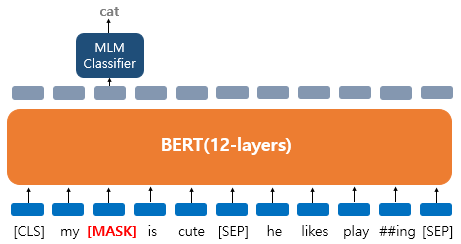 cat
MLM
Classifier
BERT(12-layers)
[CLS] my [MASK] is cute [SEP] he likes play ##ing [SEP]